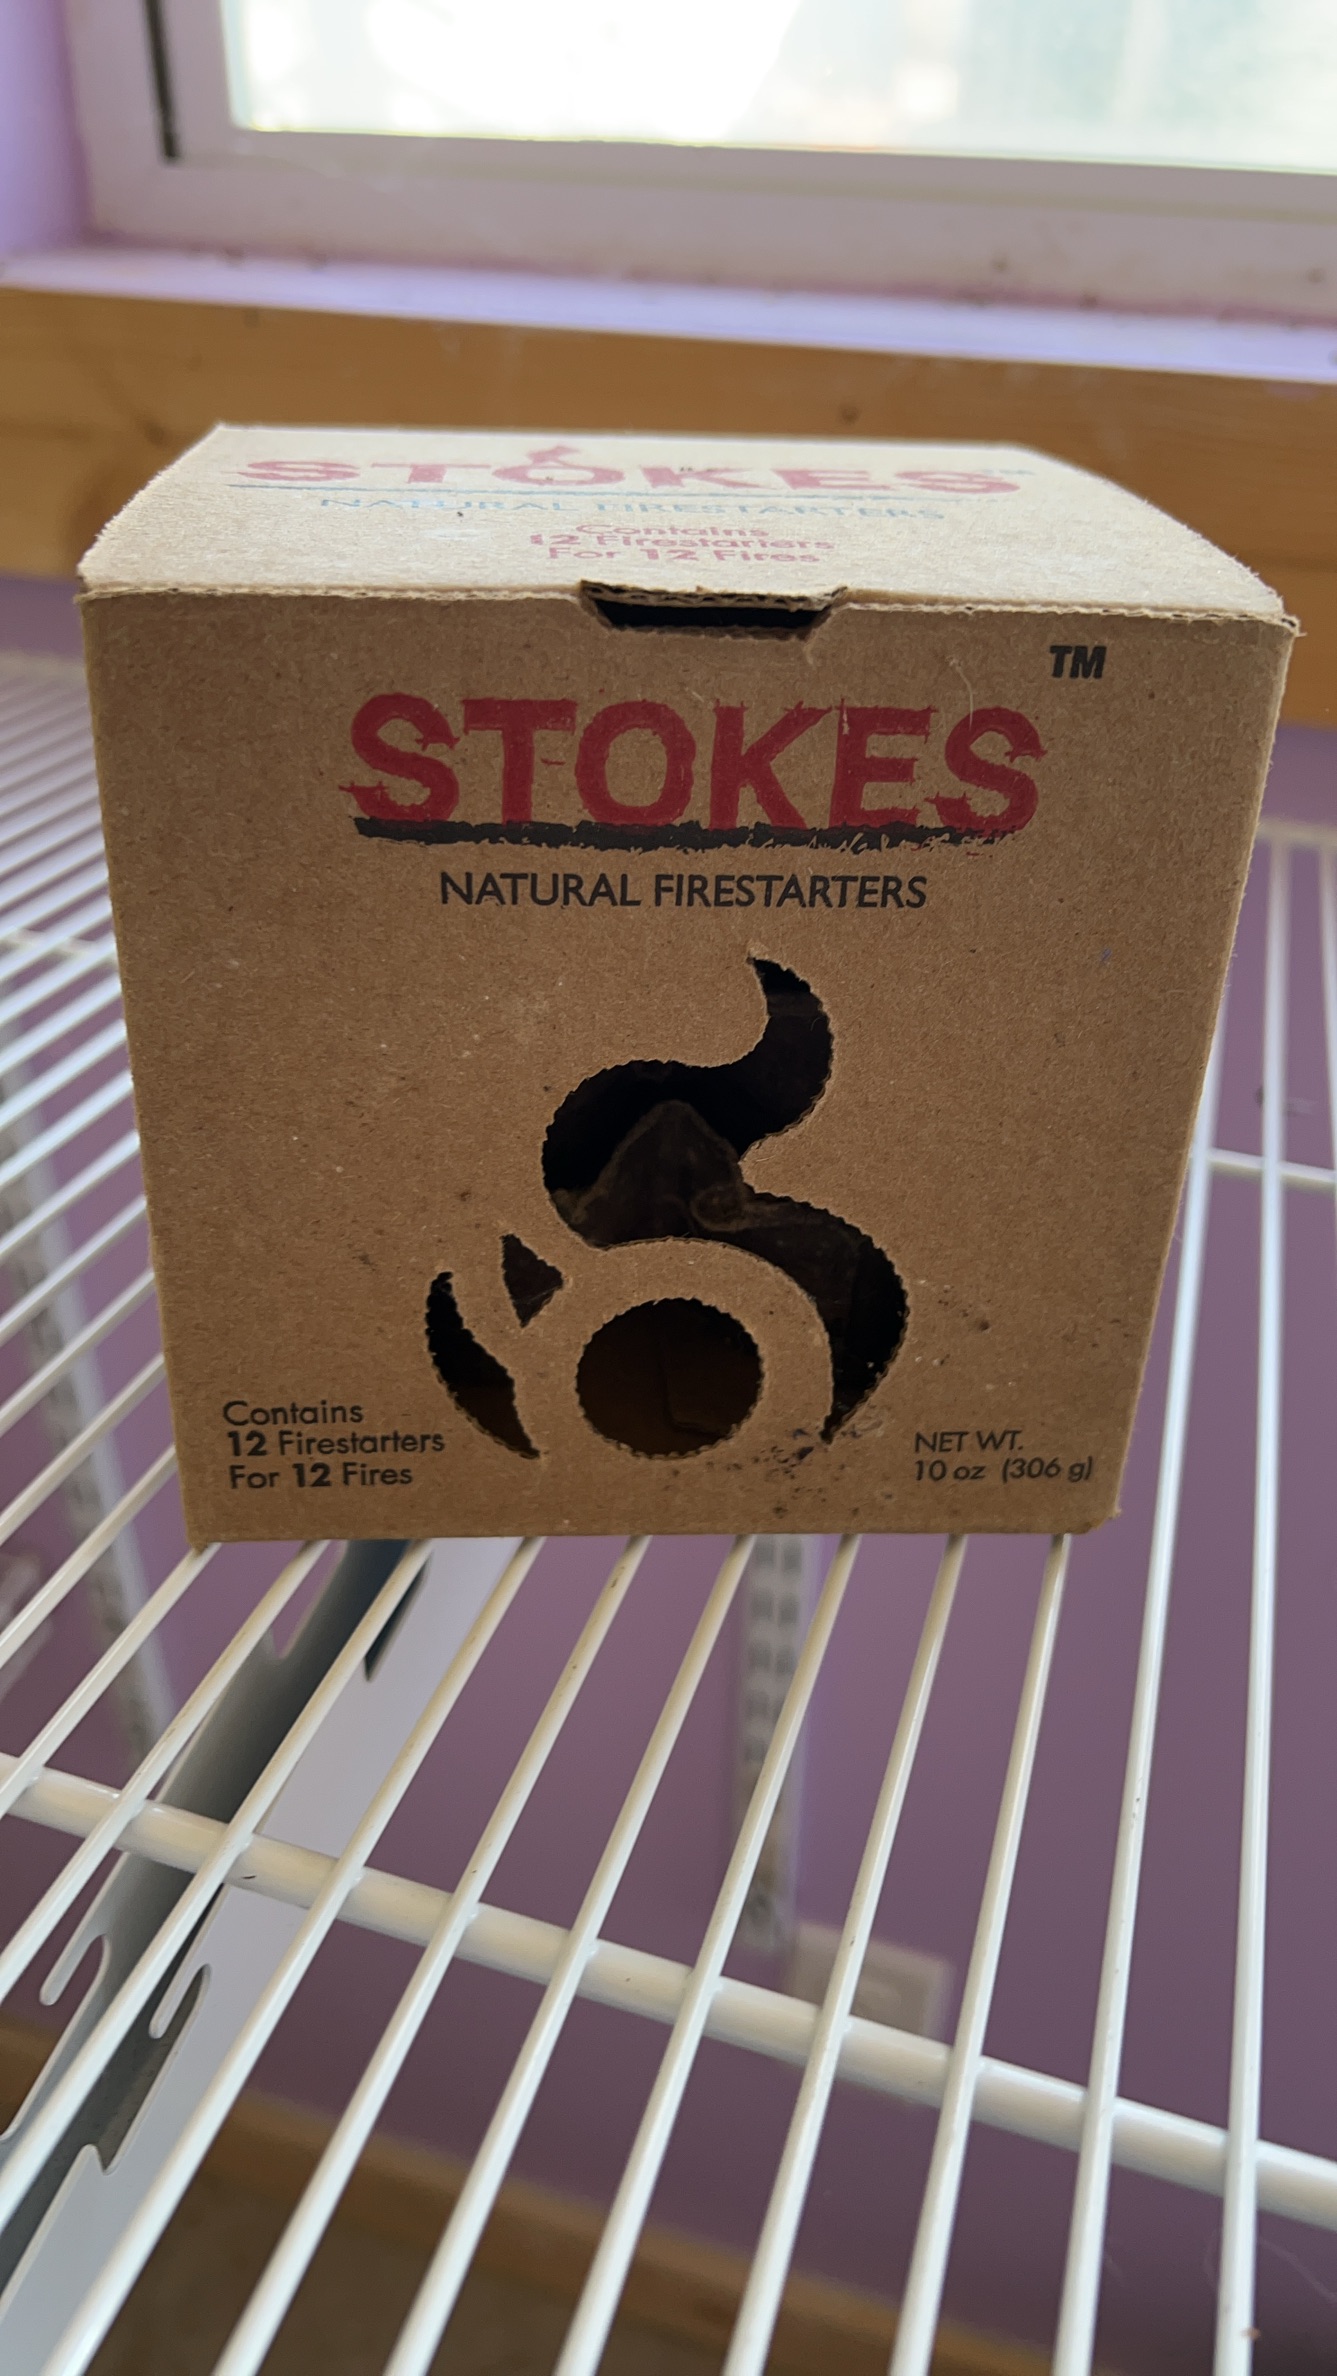 STOKES™
NATURAL FIRESTARTERS
Contains
12 Firestarters
For 12 Fires
TM
STOKES
NATURAL FIRESTARTERS
Contains
12 Firestarters
For 12 Fires
NET WT.
10 oz (306 g)